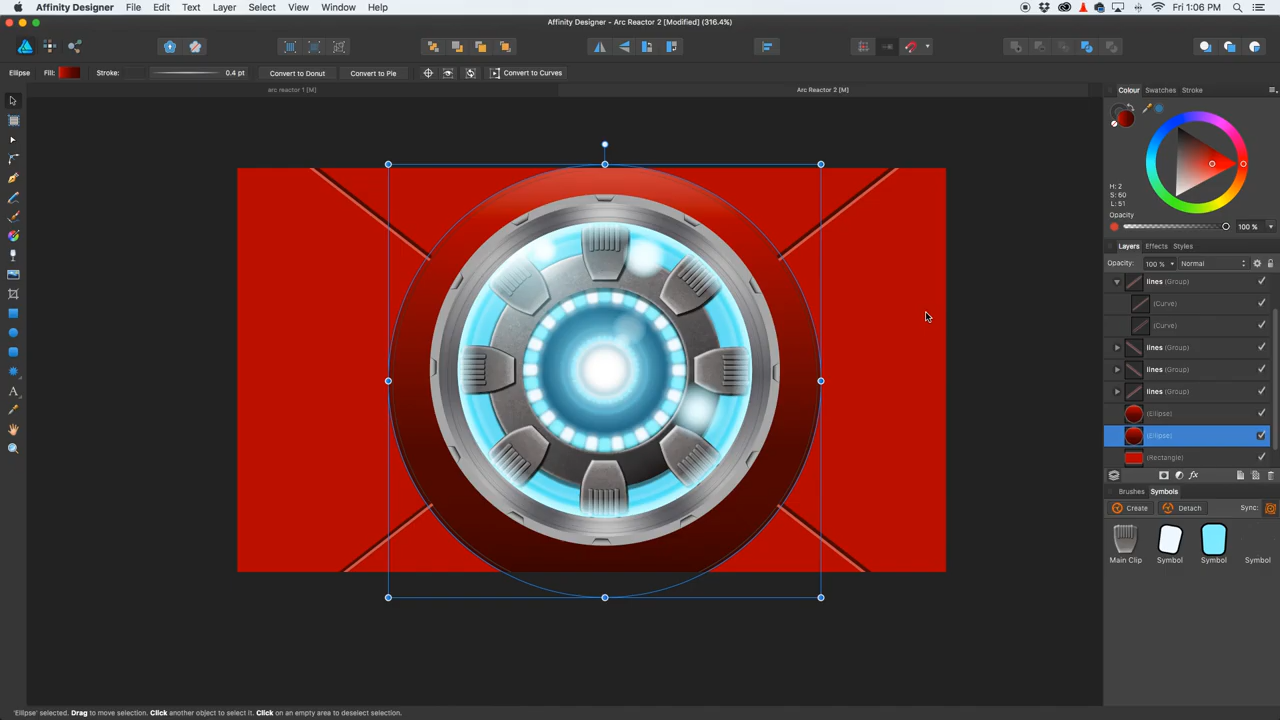 Affinity Designer File Edit Text Layer Select View Window Help Fri 1:06 PM
Affinity Designer - Arc Reactor 2 [Modified] (316.4%)
Ellipse Fill: Stroke: 0.4 pt Convert to Donut Convert to Pie Convert to Curves
arc reactor 1 [M] Arc Reactor 2 [M]
Colour Swatches Stroke
H: 2
S: 60
L: 51
Opacity
100 %
Layers Effects Styles
Opacity: 100 % Normal
lines (Group)
(Curve)
(Curve)
lines (Group)
lines (Group)
lines (Group)
(Ellipse)
(Ellipse)
(Rectangle)
fx
Brushes Symbols
Create Detach Sync:
Main Clip Symbol Symbol Symbol
'Ellipse' selected. Drag to move selection. Click another object to select it. Click on an empty area to deselect selection.